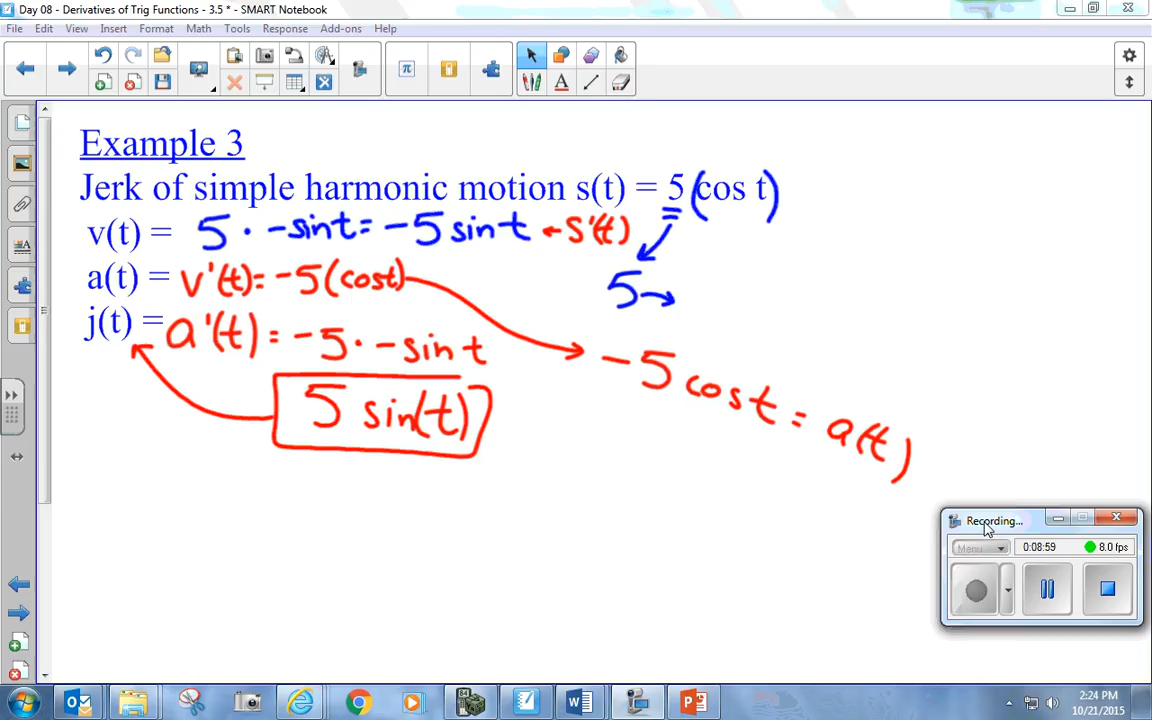 Day 08 - Derivatives of Trig Functions - 3.5 * - SMART Notebook
File Edit View Insert Format Math Tools Response Add-ons Help
Example 3
Jerk of simple harmonic motion s(t) = 5(cos t)
v(t) = 5 · -sint = -5 sint ← s'(t)
a(t) = v'(t) = -5(cost)
5 →
j(t) = a'(t) = -5 · -sin t
-5 cos t = a(t)
5 sin(t)
Recording...
Menu
0:08:59
8.0 fps
2:24 PM
10/21/2015